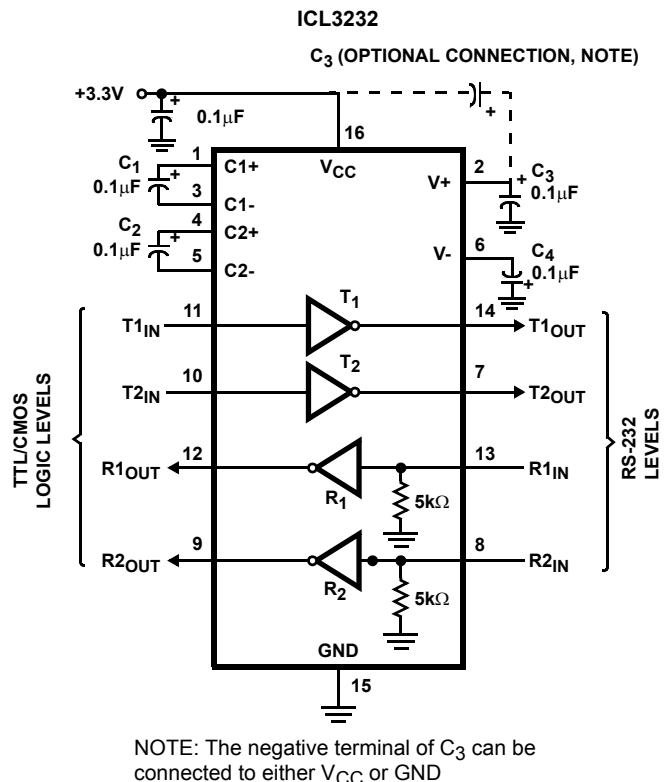 ICL3232
C3 (OPTIONAL CONNECTION, NOTE)
+3.3V
+
0.1μF
+
16
1
C1
0.1μF
+
C1+
VCC
3
C1-
2
V+
+
C3
0.1μF
4
C2
0.1μF
+
C2+
5
C2-
6
V-
C4
0.1μF
+
T1
11
T1IN
14
T1OUT
T2
10
T2IN
7
T2OUT
12
R1OUT
R1
13
R1IN
5kΩ
9
R2OUT
R2
8
R2IN
5kΩ
TTL/CMOS
LOGIC LEVELS
RS-232
LEVELS
GND
15
NOTE: The negative terminal of C3 can be
connected to either VCC or GND